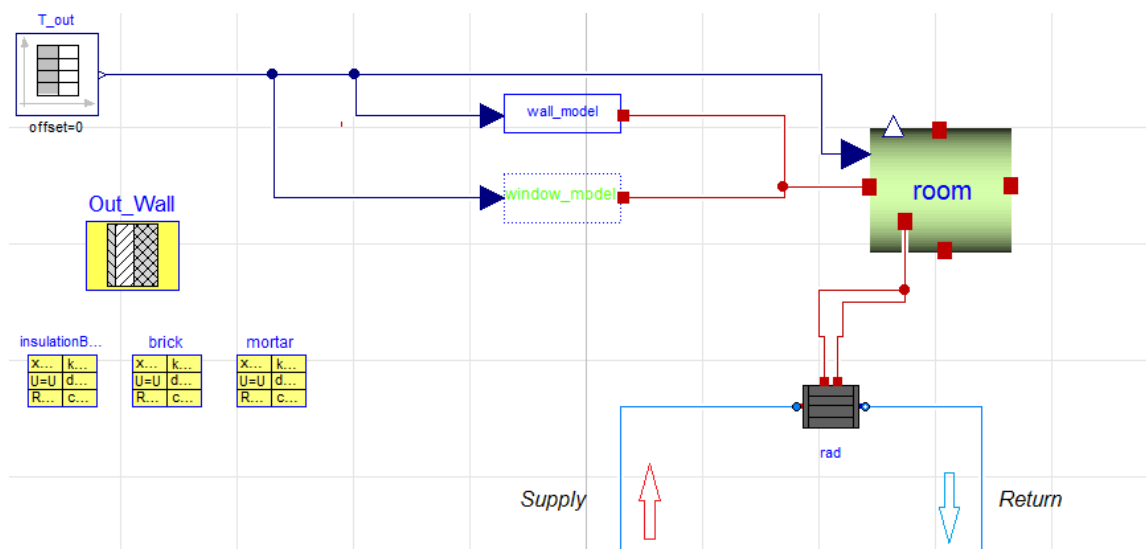 T_out
offset=0
wall_model
window_model
room
Out_Wall
insulationB...
x... k...
U=U d...
R... c...
brick
x... k...
U=U d...
R... c...
mortar
x... k...
U=U d...
R... c...
rad
Supply
Return